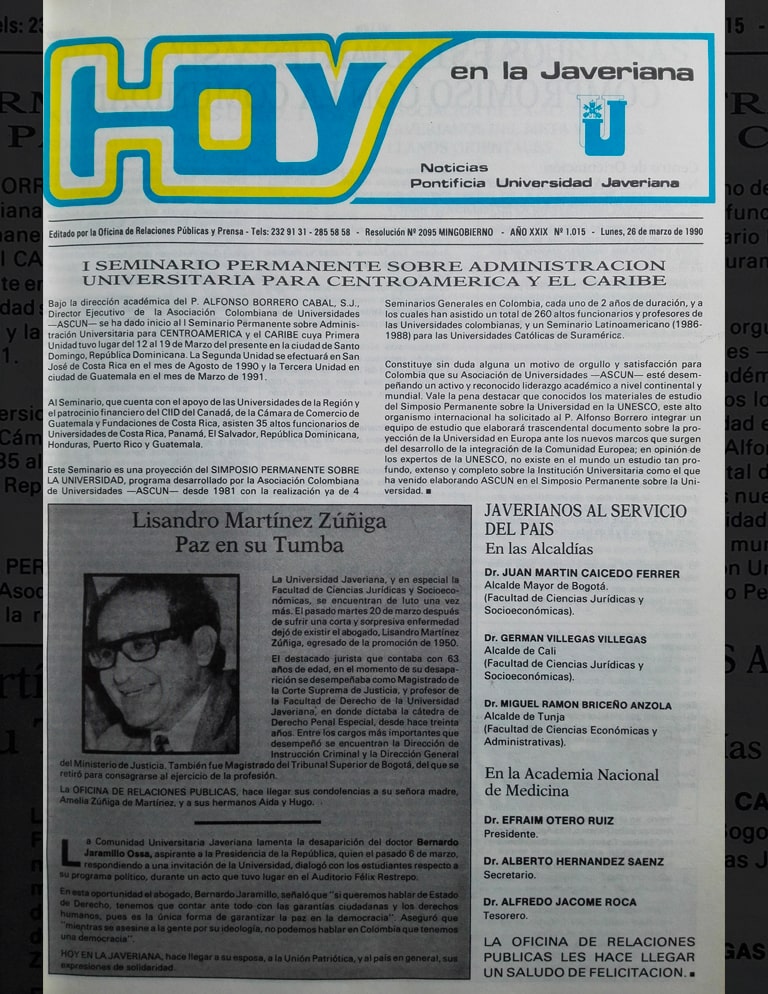 HOY
en la Javeriana
Noticias
Pontificia Universidad Javeriana
Editado por la Oficina de Relaciones Públicas y Prensa - Tels: 232 91 31 - 285 58 58 - Resolución Nº 2095 MINGOBIERNO - AÑO XXIX Nº 1.015 - Lunes, 26 de marzo de 1990
I SEMINARIO PERMANENTE SOBRE ADMINISTRACION
UNIVERSITARIA PARA CENTROAMERICA Y EL CARIBE
Bajo la dirección académica del P. ALFONSO BORRERO CABAL, S.J.,
Director Ejecutivo de la Asociación Colombiana de Universidades
—ASCUN— se ha dado inicio al I Seminario Permanente sobre Adminis-
tración Universitaria para CENTROAMERICA y el CARIBE cuya Primera
Unidad tuvo lugar del 12 al 19 de Marzo del presente en la ciudad de Santo
Domingo, República Dominicana. La Segunda Unidad se efectuará en San
José de Costa Rica en el mes de Agosto de 1990 y la Tercera Unidad en
ciudad de Guatemala en el mes de Marzo de 1991.
Al Seminario, que cuenta con el apoyo de las Universidades de la Región y
el patrocinio financiero del CIID del Canadá, de la Cámara de Comercio de
Guatemala y Fundaciones de Costa Rica, asisten 35 altos funcionarios de
Universidades de Costa Rica, Panamá, El Salvador, República Dominicana,
Honduras, Puerto Rico y Guatemala.
Este Seminario es una proyección del SIMPOSIO PERMANENTE SOBRE
LA UNIVERSIDAD, programa desarrollado por la Asociación Colombiana
de Universidades —ASCUN— desde 1981 con la realización ya de 4
Seminarios Generales en Colombia, cada uno de 2 años de duración, y a
los cuales han asistido un total de 260 altos funcionarios y profesores de
las Universidades colombianas, y un Seminario Latinoamericano (1986-
1988) para las Universidades Católicas de Suraméricz.
Constituye sin duda alguna un motivo de orgullo y satisfacción para
Colombia que su Asociación de Universidades —ASCUN— esté desem-
peñando un activo y reconocido liderazgo académico a nivel continental y
mundial. Vale la pena destacar que conocidos los materiales de estudio
del Simposio Permanente sobre la Universidad en la UNESCO, este alto
organismo internacional ha solicitado al P. Alfonso Borrero integrar un
equipo de estudio que elaborará trascendental documento sobre la pro-
yección de la Universidad en Europa ante los nuevos marcos que surgen
del desarrollo de la integración de la Comunidad Europea; en opinión de
los expertos de la UNESCO, no existe en el mundo un estudio tan pro-
fundo, extenso y completo sobre la Institución Universitaria como el que
ha venido elaborando ASCUN en el Simposio Permanente sobre la Uni-
versidad. ■
Lisandro Martínez Zúñiga
Paz en su Tumba
La Universidad Javeriana, y en especial la
Facultad de Ciencias Jurídicas y Socioeco-
nómicas, se encuentran de luto una vez
más. El pasado martes 20 de marzo después
de sufrir una corta y sorpresiva enfermedad
dejó de existir el abogado, Lisandro Martínez
Zúñiga, egresado de la promoción de 1950.
El destacado jurista que contaba con 63
años de edad, en el momento de su desapa-
rición se desempeñaba como Magistrado de
la Corte Suprema de Justicia, y profesor de
la Facultad de Derecho de la Universidad
Javeriana, en donde dictaba la cátedra de
Derecho Penal Especial, desde hace treinta
años. Entre los cargos más importantes que
desempeñó se encuentran la Dirección de
Instrucción Criminal y la Dirección General
del Ministerio de Justicia. También fue Magistrado del Tribunal Superior de Bogotá, del que se
retiró para consagrarse al ejercicio de la profesión.
La OFICINA DE RELACIONES PUBLICAS, hace llegar sus condolencias a su señora madre,
Amelia Zúñiga de Martínez, y a sus hermanos Aida y Hugo.
La Comunidad Universitaria Javeriana lamenta la desaparición del doctor Bernardo
Jaramillo Ossa, aspirante a la Presidencia de la República, quien el pasado 6 de marzo,
respondiendo a una invitación de la Universidad, dialogó con los estudiantes respecto a
su programa político, durante un acto que tuvo lugar en el Auditorio Félix Restrepo.
En esta oportunidad el abogado, Bernardo Jaramillo, señaló que "si queremos hablar de Estado
de Derecho, tenemos que contar ante todo con las garantías ciudadanas y los derechos
humanos, pues es la única forma de garantizar la paz en la democracia". Aseguró que
"mientras se asesine a la gente por su ideología, no podemos hablar en Colombia que tenemos
una democracia".
HOY EN LA JAVERIANA, hace llegar a su esposa, a la Unión Patriótica, y al país en general, sus
expresiones de solidaridad.
JAVERIANOS AL SERVICIO
DEL PAIS
En las Alcaldías
Dr. JUAN MARTIN CAICEDO FERRER
Alcalde Mayor de Bogotá.
(Facultad de Ciencias Jurídicas y
Socioeconómicas).
Dr. GERMAN VILLEGAS VILLEGAS
Alcalde de Cali
(Facultad de Ciencias Jurídicas y
Socioeconómicas).
Dr. MIGUEL RAMON BRICEÑO ANZOLA
Alcalde de Tunja
(Facultad de Ciencias Económicas y
Administrativas).
En la Academia Nacional
de Medicina
Dr. EFRAIM OTERO RUIZ
Presidente.
Dr. ALBERTO HERNANDEZ SAENZ
Secretario.
Dr. ALFREDO JACOME ROCA
Tesorero.
LA OFICINA DE RELACIONES
PUBLICAS LES HACE LLEGAR
UN SALUDO DE FELICITACION. ■